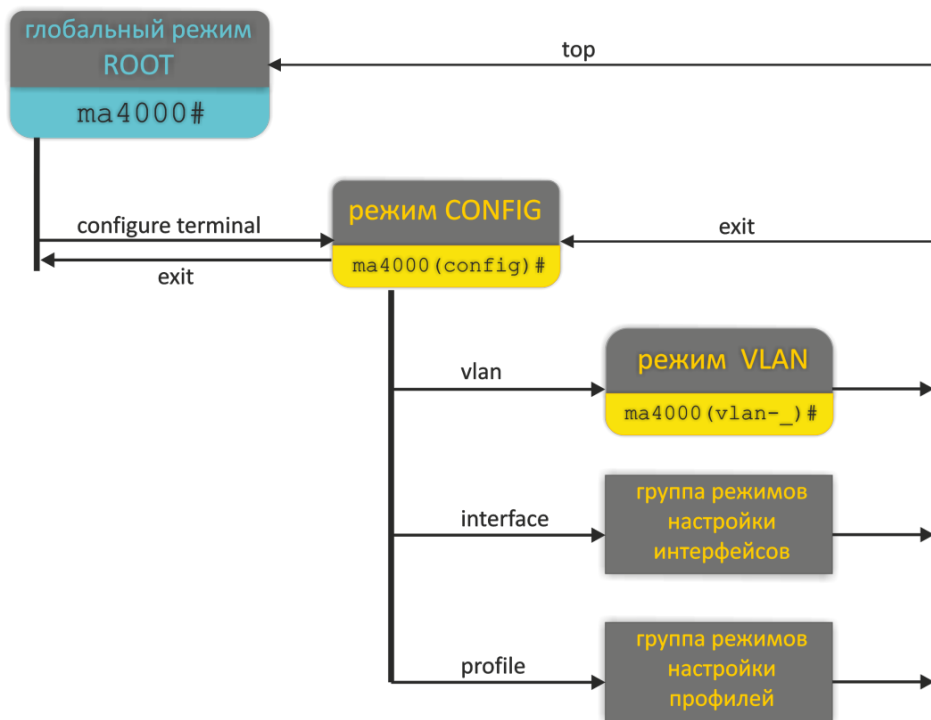 глобальный режим
ROOT
ma4000#
top
configure terminal
exit
режим CONFIG
ma4000(config)#
exit
vlan
режим VLAN
ma4000(vlan-_)#
interface
группа режимов
настройки
интерфейсов
profile
группа режимов
настройки
профилей